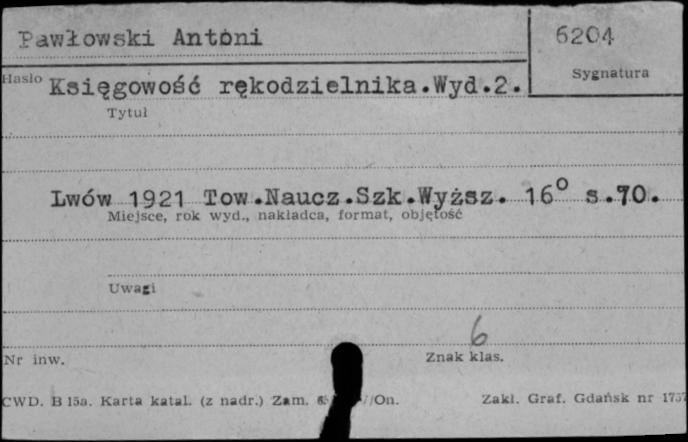 Pawłowski Antoni
6204
Hasło
Sygnatura
Księgowość rękodzielnika.Wyd.2.
Tytuł
Lwów 1921 Tow.Naucz.Szk.Wyższ. 16° s.70.
Miejsce, rok wyd., nakładca, format, objętość
Uwagi
6
Nr inw.
Znak klas.
CWD. B 15a. Karta katal. (z nadr.) Zam. /On.
Zakł. Graf. Gdańsk nr